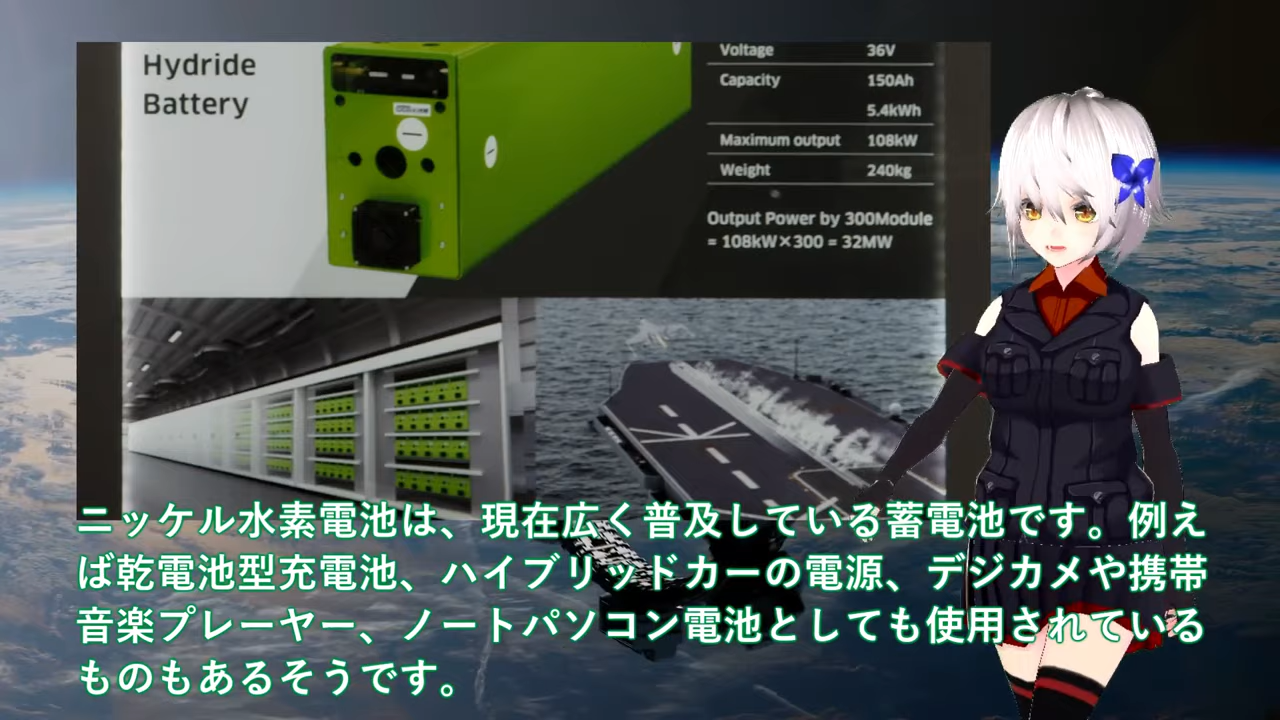 Hydride
Battery
Voltage 36V
Capacity 150Ah
5.4kWh
Maximum output 108kW
Weight 240kg
Output Power by 300Module
= 108kW×300 = 32MW
ニッケル水素電池は、現在広く普及している蓄電池です。例え
ば乾電池型充電池、ハイブリッドカーの電源、デジカメや携帯
音楽プレーヤー、ノートパソコン電池としても使用されている
ものもあるそうです。